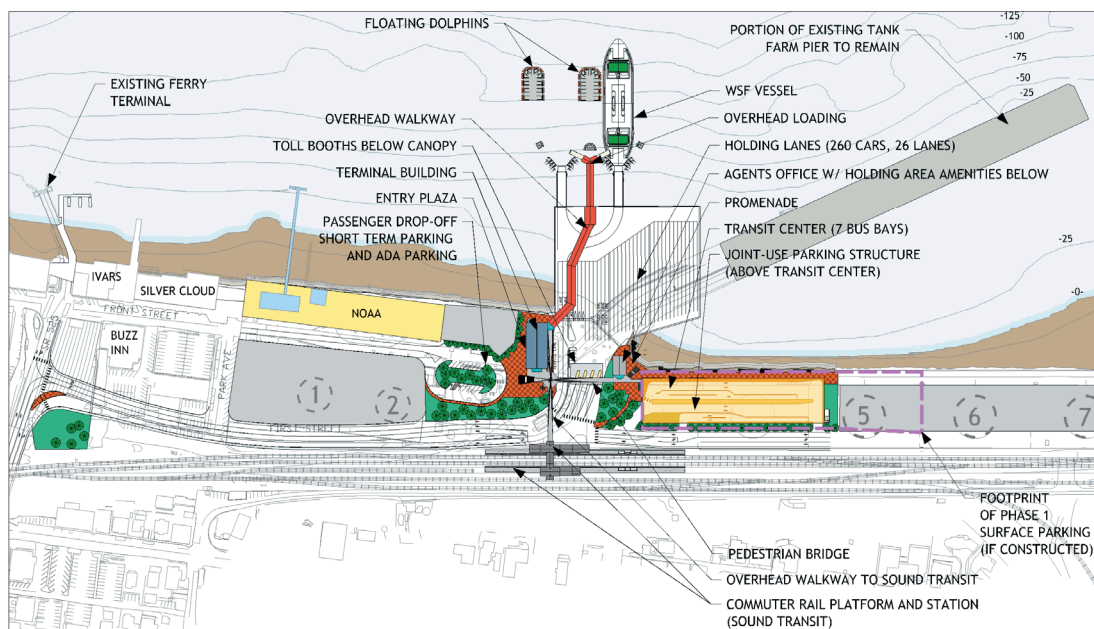 FLOATING DOLPHINS
-125
-100
-75
-50
-25
PORTION OF EXISTING TANK
FARM PIER TO REMAIN
EXISTING FERRY
TERMINAL
WSF VESSEL
OVERHEAD WALKWAY
OVERHEAD LOADING
TOLL BOOTHS BELOW CANOPY
HOLDING LANES (260 CARS, 26 LANES)
TERMINAL BUILDING
AGENTS OFFICE W/ HOLDING AREA AMENITIES BELOW
ENTRY PLAZA
PROMENADE
PASSENGER DROP-OFF
SHORT TERM PARKING
AND ADA PARKING
TRANSIT CENTER (7 BUS BAYS)
JOINT-USE PARKING STRUCTURE
(ABOVE TRANSIT CENTER)
-25
-0-
IVARS
SILVER CLOUD
FRONT STREET
NOAA
BUZZ
INN
SR 525
PARK AVE
1
2
5
6
7
FIRST STREET
FOOTPRINT
OF PHASE 1
SURFACE PARKING
(IF CONSTRUCTED)
PEDESTRIAN BRIDGE
OVERHEAD WALKWAY TO SOUND TRANSIT
COMMUTER RAIL PLATFORM AND STATION
(SOUND TRANSIT)